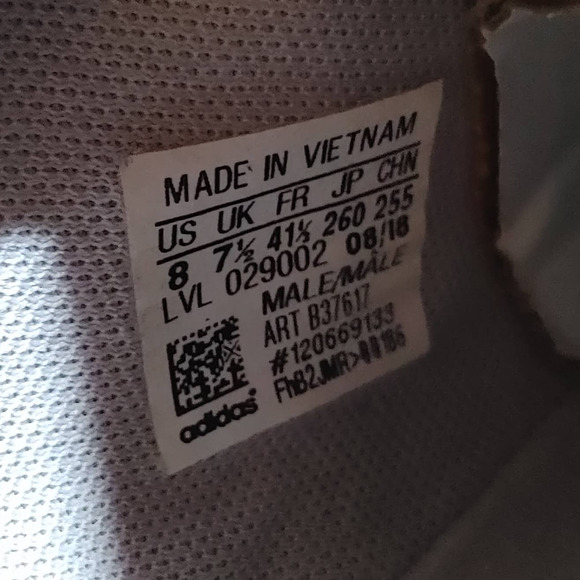 MADE IN VIETNAM
US UK FR JP CHN
8 7½ 41⅓ 260 255
LVL 029002 08/18
MALE/MÂLE
ART B37617
#120669133
adidas